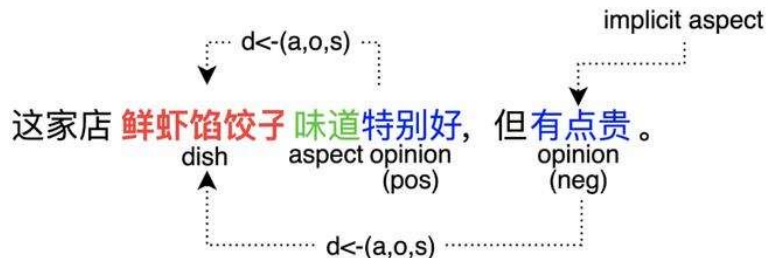 implicit aspect
d<-(a,o,s)
这家店 鲜虾馅饺子 味道特别好，但有点贵。
dish aspect opinion opinion
(pos) (neg)
d<-(a,o,s)